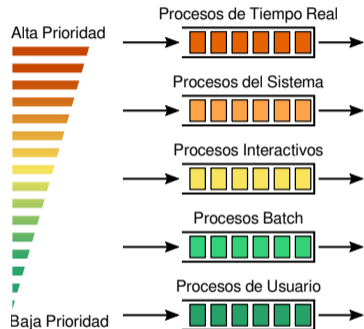 Procesos de Tiempo Real
Alta Prioridad
Procesos del Sistema
Procesos Interactivos
Procesos Batch
Procesos de Usuario
Baja Prioridad